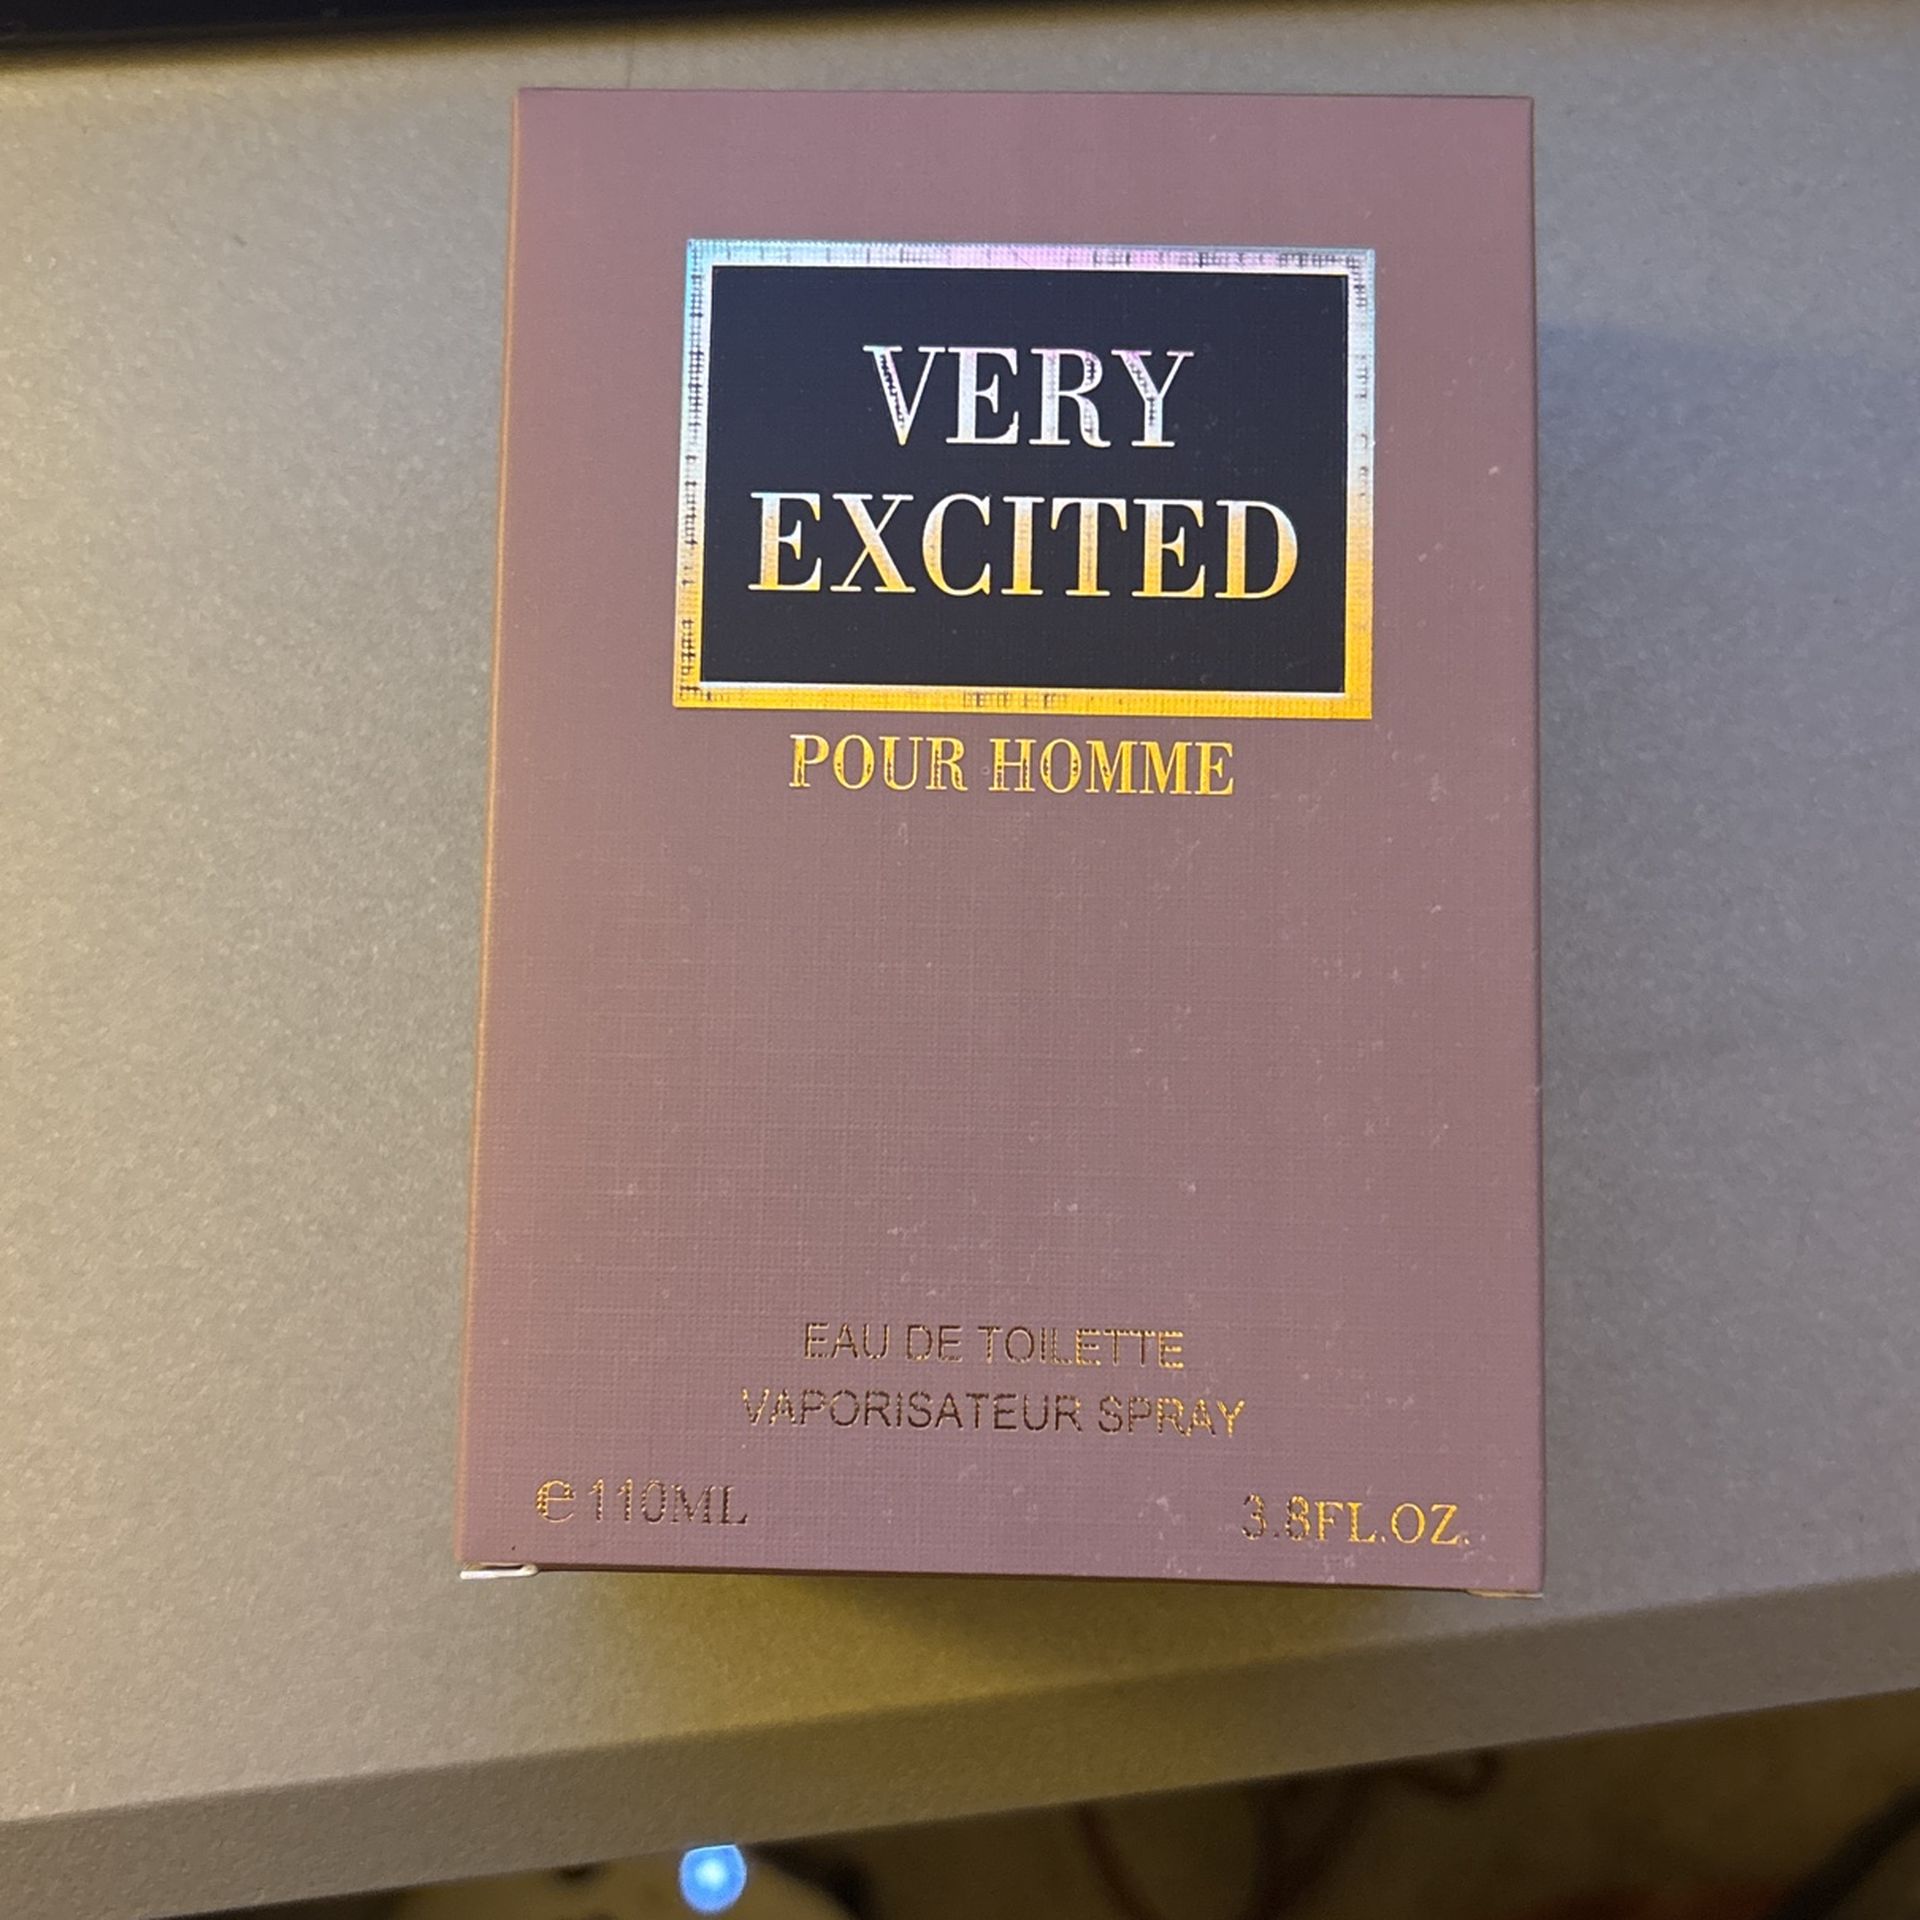 VERY
EXCITED
POUR HOMME
EAU DE TOILETTE
VAPORISATEUR SPRAY
℮110ML 3.8FL.OZ.